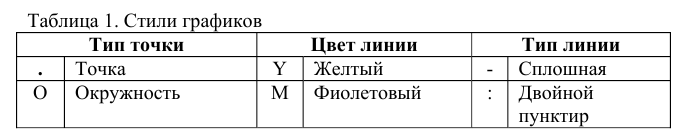 Таблица 1. Стили графиков
Тип точки Цвет линии Тип линии
. Точка Y Желтый - Сплошная
O Окружность M Фиолетовый : Двойной
пунктир